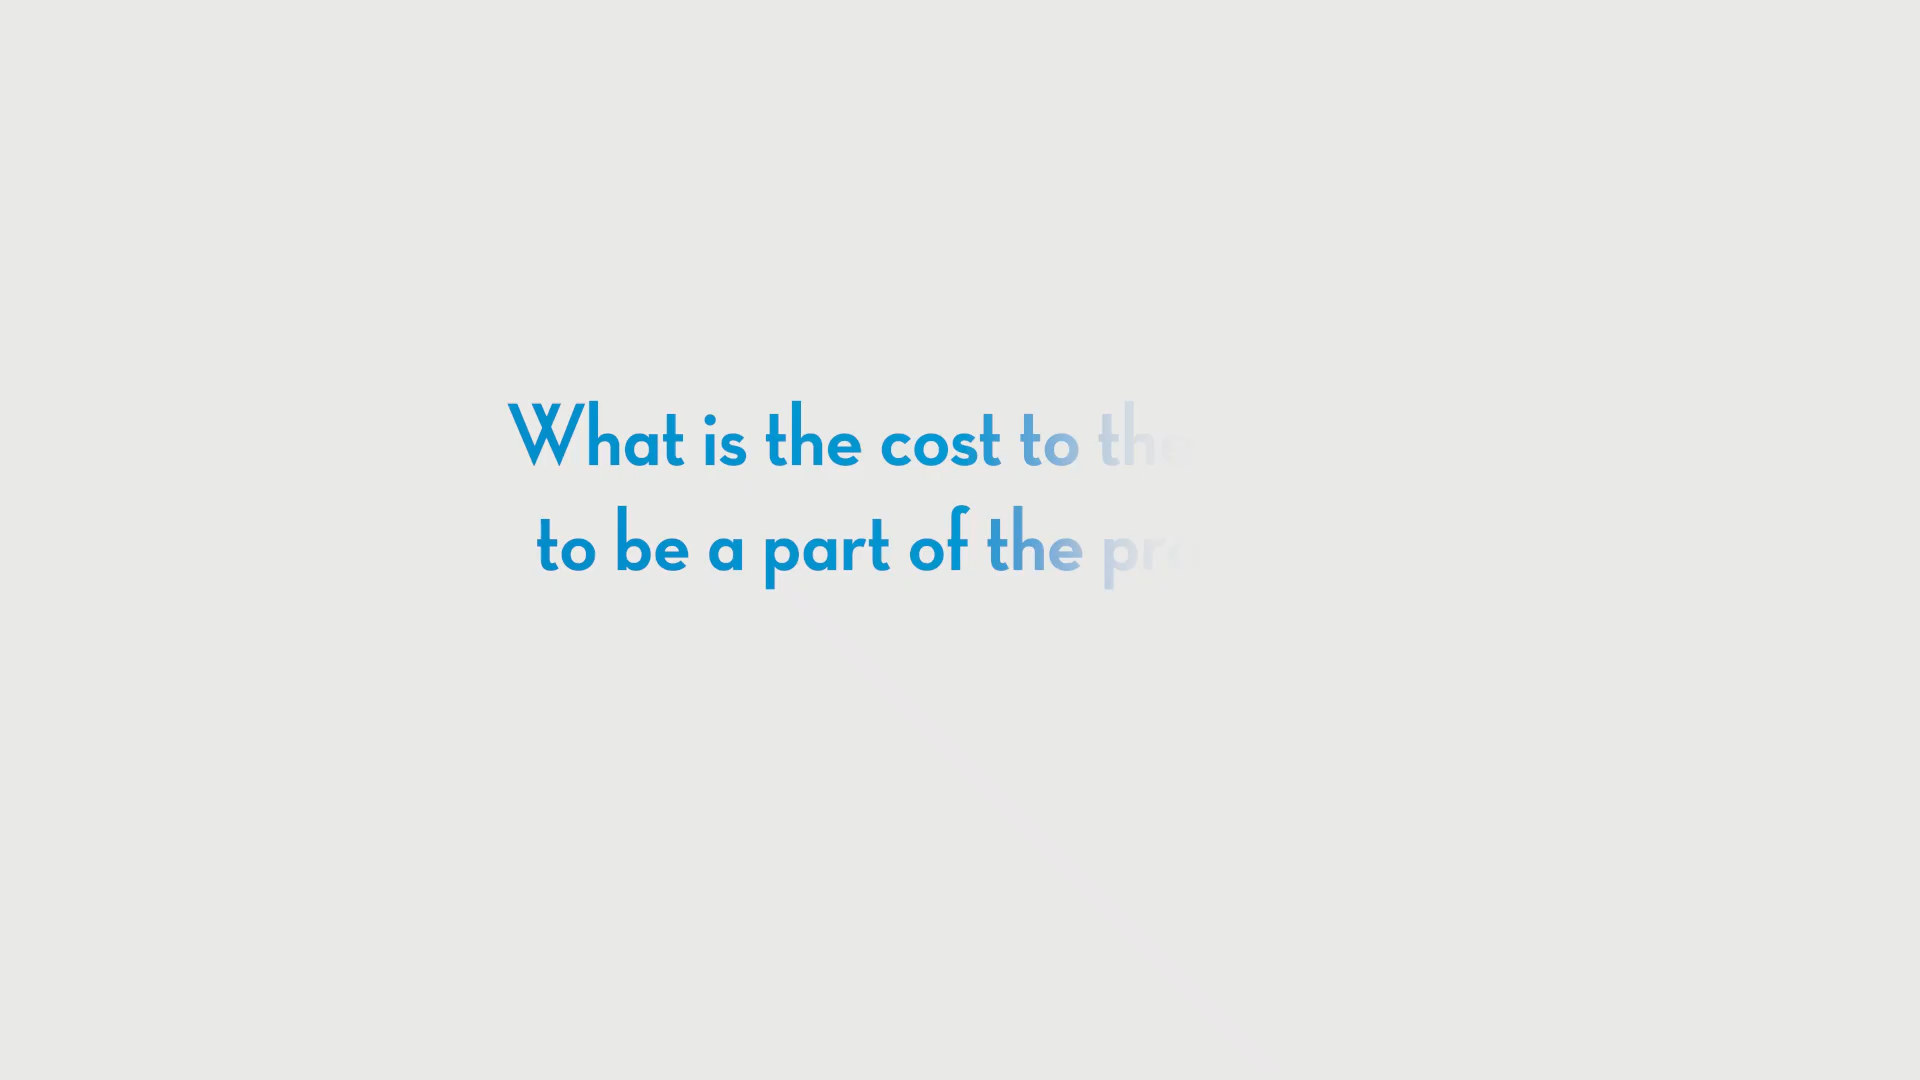 What is the cost to the
to be a part of the